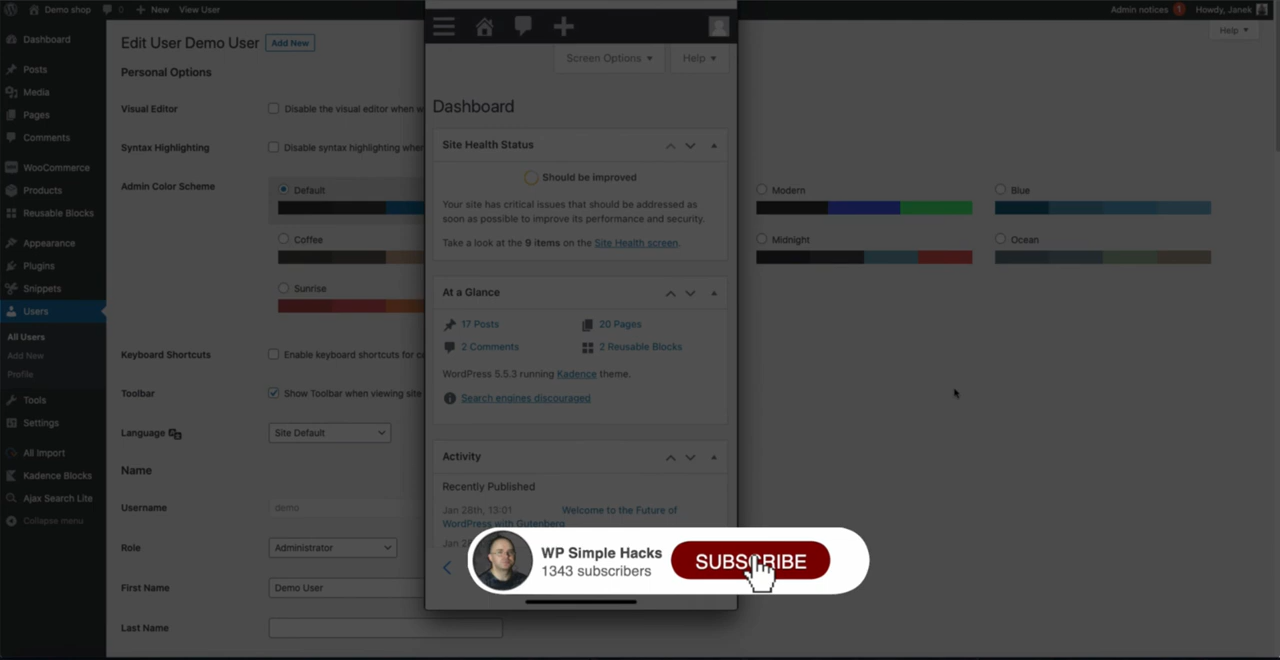 Demo shop 0 New View User Admin notices 1 Howdy, Janek
Help
Dashboard
Posts
Media
Pages
Comments
WooCommerce
Products
Reusable Blocks
Appearance
Plugins
Snippets
Users
All Users
Add New
Profile
Tools
Settings
All Import
Kadence Blocks
Ajax Search Lite
Collapse menu
Edit User Demo User Add New
Personal Options
Visual Editor Disable the visual editor when w
Syntax Highlighting Disable syntax highlighting when
Admin Color Scheme Default Modern Blue
Coffee Midnight Ocean
Sunrise
Keyboard Shortcuts Enable keyboard shortcuts for
Toolbar Show Toolbar when viewing site
Language Site Default
Name
Username demo
Role Administrator
First Name Demo User
Last Name
Screen Options Help
Dashboard
Site Health Status
Should be improved
Your site has critical issues that should be addressed as
soon as possible to improve its performance and security.
Take a look at the 9 items on the Site Health screen.
At a Glance
17 Posts 20 Pages
2 Comments 2 Reusable Blocks
WordPress 5.5.3 running Kadence theme.
Search engines discouraged
Activity
Recently Published
Jan 28th, 13:01 Welcome to the Future of
WordPress with Gutenberg
Jan
WP Simple Hacks
1343 subscribers
SUBSCRIBE